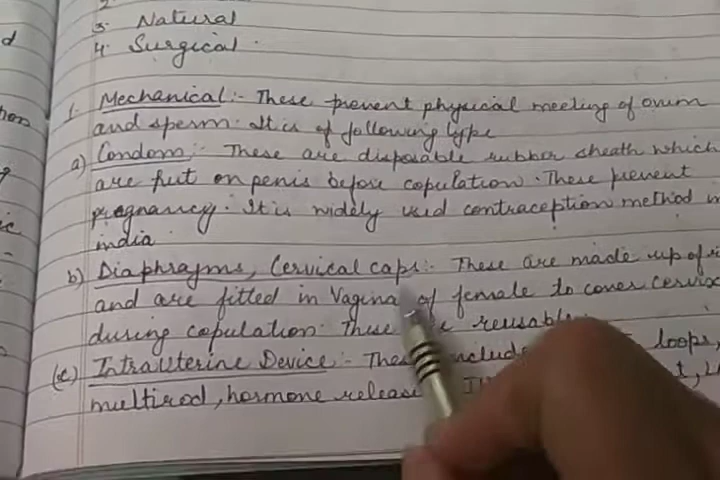 d
3. Natural
4. Surgical.
1. Mechanical:- These prevent physical meeting of ovum
and sperm. It is of following type
a) Condom:- These are disposable rubber sheath which
are put on penis before copulation. These prevent
pregnancy. It is widely used contraception method in
india
ic
b) Diaphragms, Cervical caps:- These are made up of
and are fitted in Vagina of female to cover cervix
during copulation. These reusable
(c) IntraUterine Device:- These include loops,
multirod, hormone release